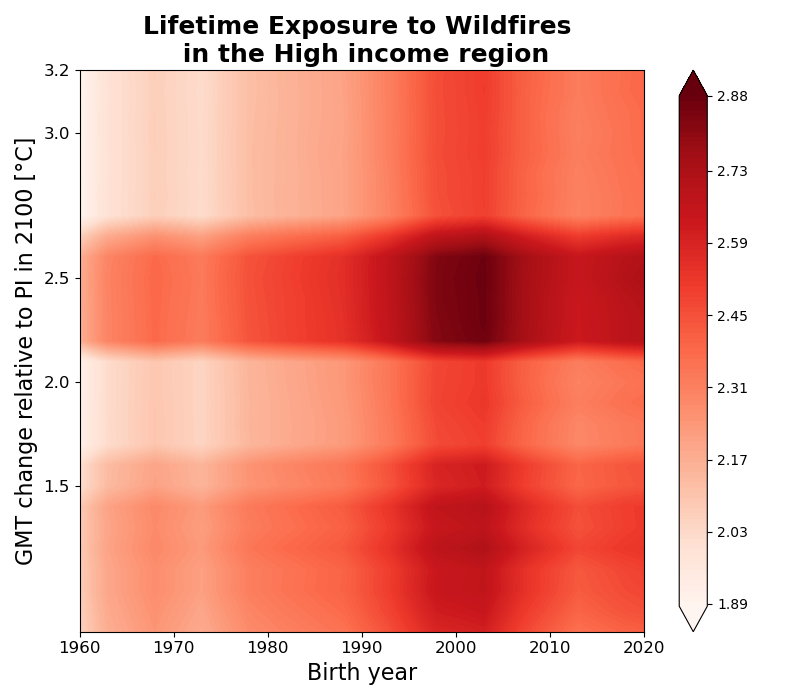 Lifetime Exposure to Wildfires
in the High income region
GMT change relative to PI in 2100 [°C]
3.2
3.0
2.5
2.0
1.5
1960 1970 1980 1990 2000 2010 2020
Birth year
2.88
2.73
2.59
2.45
2.31
2.17
2.03
1.89